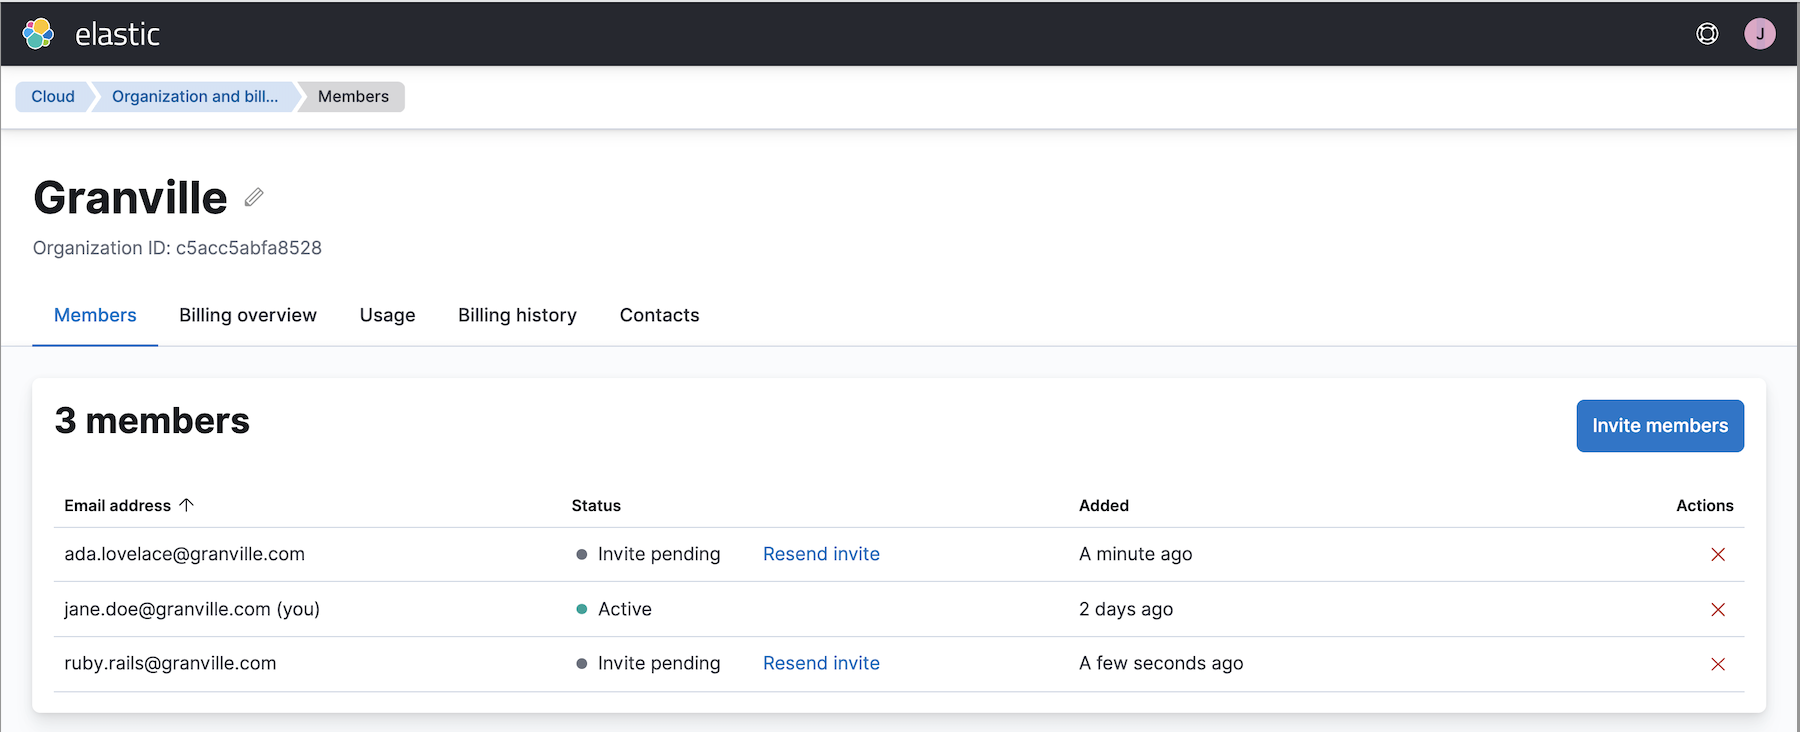 elastic
J
Cloud Organization and bill... Members
Granville
Organization ID: c5acc5abfa8528
Members Billing overview Usage Billing history Contacts
3 members
Invite members
Email address Status Added Actions
ada.lovelace@granville.com Invite pending Resend invite A minute ago
jane.doe@granville.com (you) Active 2 days ago
ruby.rails@granville.com Invite pending Resend invite A few seconds ago